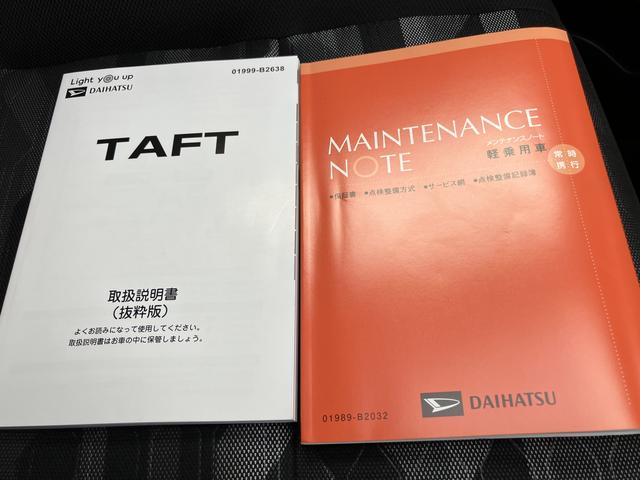 Light you up
DAIHATSU
01999-B2638
TAFT
取扱説明書
（抜粋版）
よくお読みになって使用してください。
取扱説明書はお車の中に保管しましょう。
MAINTENANCE
NOTE
メンテナンスノート
軽乗用車
常時
携行
●保証書 ●点検整備方式 ●サービス網 ●点検整備記録簿
01989-B2032
DAIHATSU